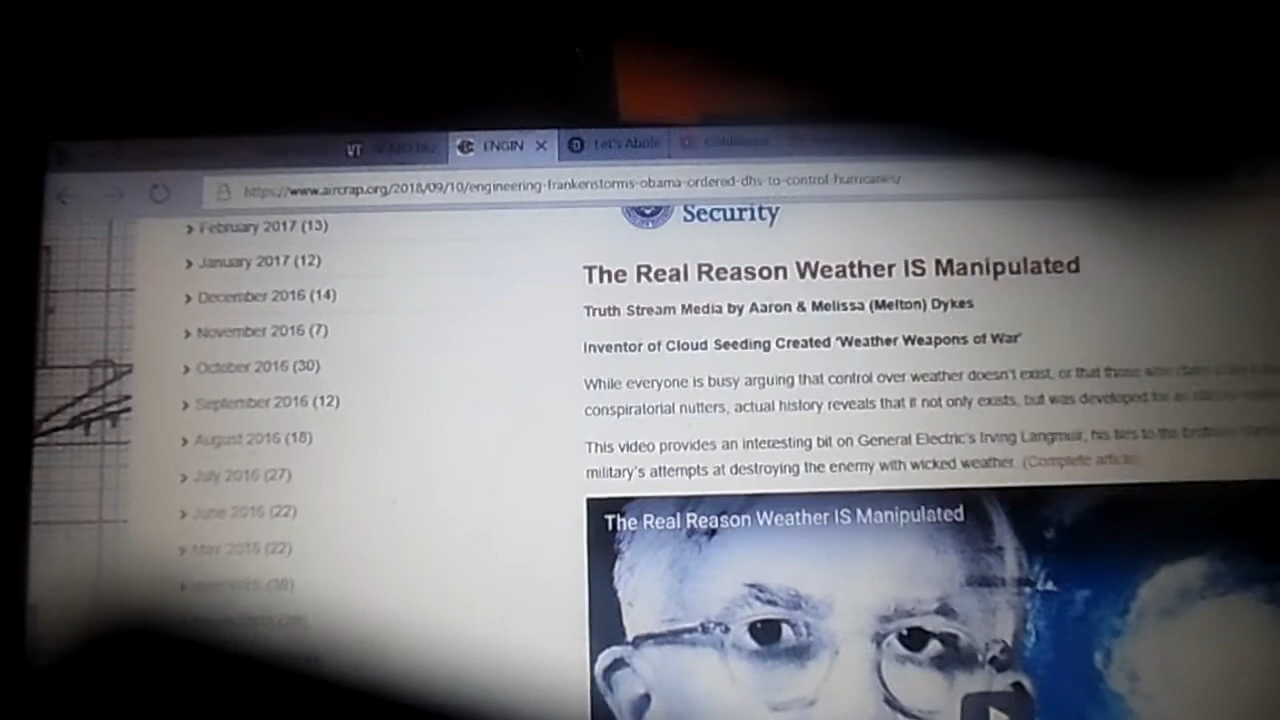 VT
ENGIN
Let's Abolis
https://www.aircrap.org/2018/09/10/engineering-frankenstorms-obama-ordered-dhs-to-control-hurricanes/
Security
February 2017 (13)
January 2017 (12)
December 2016 (14)
November 2016 (7)
October 2016 (30)
September 2016 (12)
August 2016 (18)
July 2016 (27)
June 2016 (22)
May 2016 (22)
The Real Reason Weather IS Manipulated
Truth Stream Media by Aaron & Melissa (Melton) Dykes
Inventor of Cloud Seeding Created 'Weather Weapons of War'
While everyone is busy arguing that control over weather doesn't exist, or that those who
conspiratorial nutters, actual history reveals that it not only exists, but was developed
This video provides an interesting bit on General Electric's Irving Langmuir, his ties to the
military's attempts at destroying the enemy with wicked weather. (Complete article)
The Real Reason Weather IS Manipulated